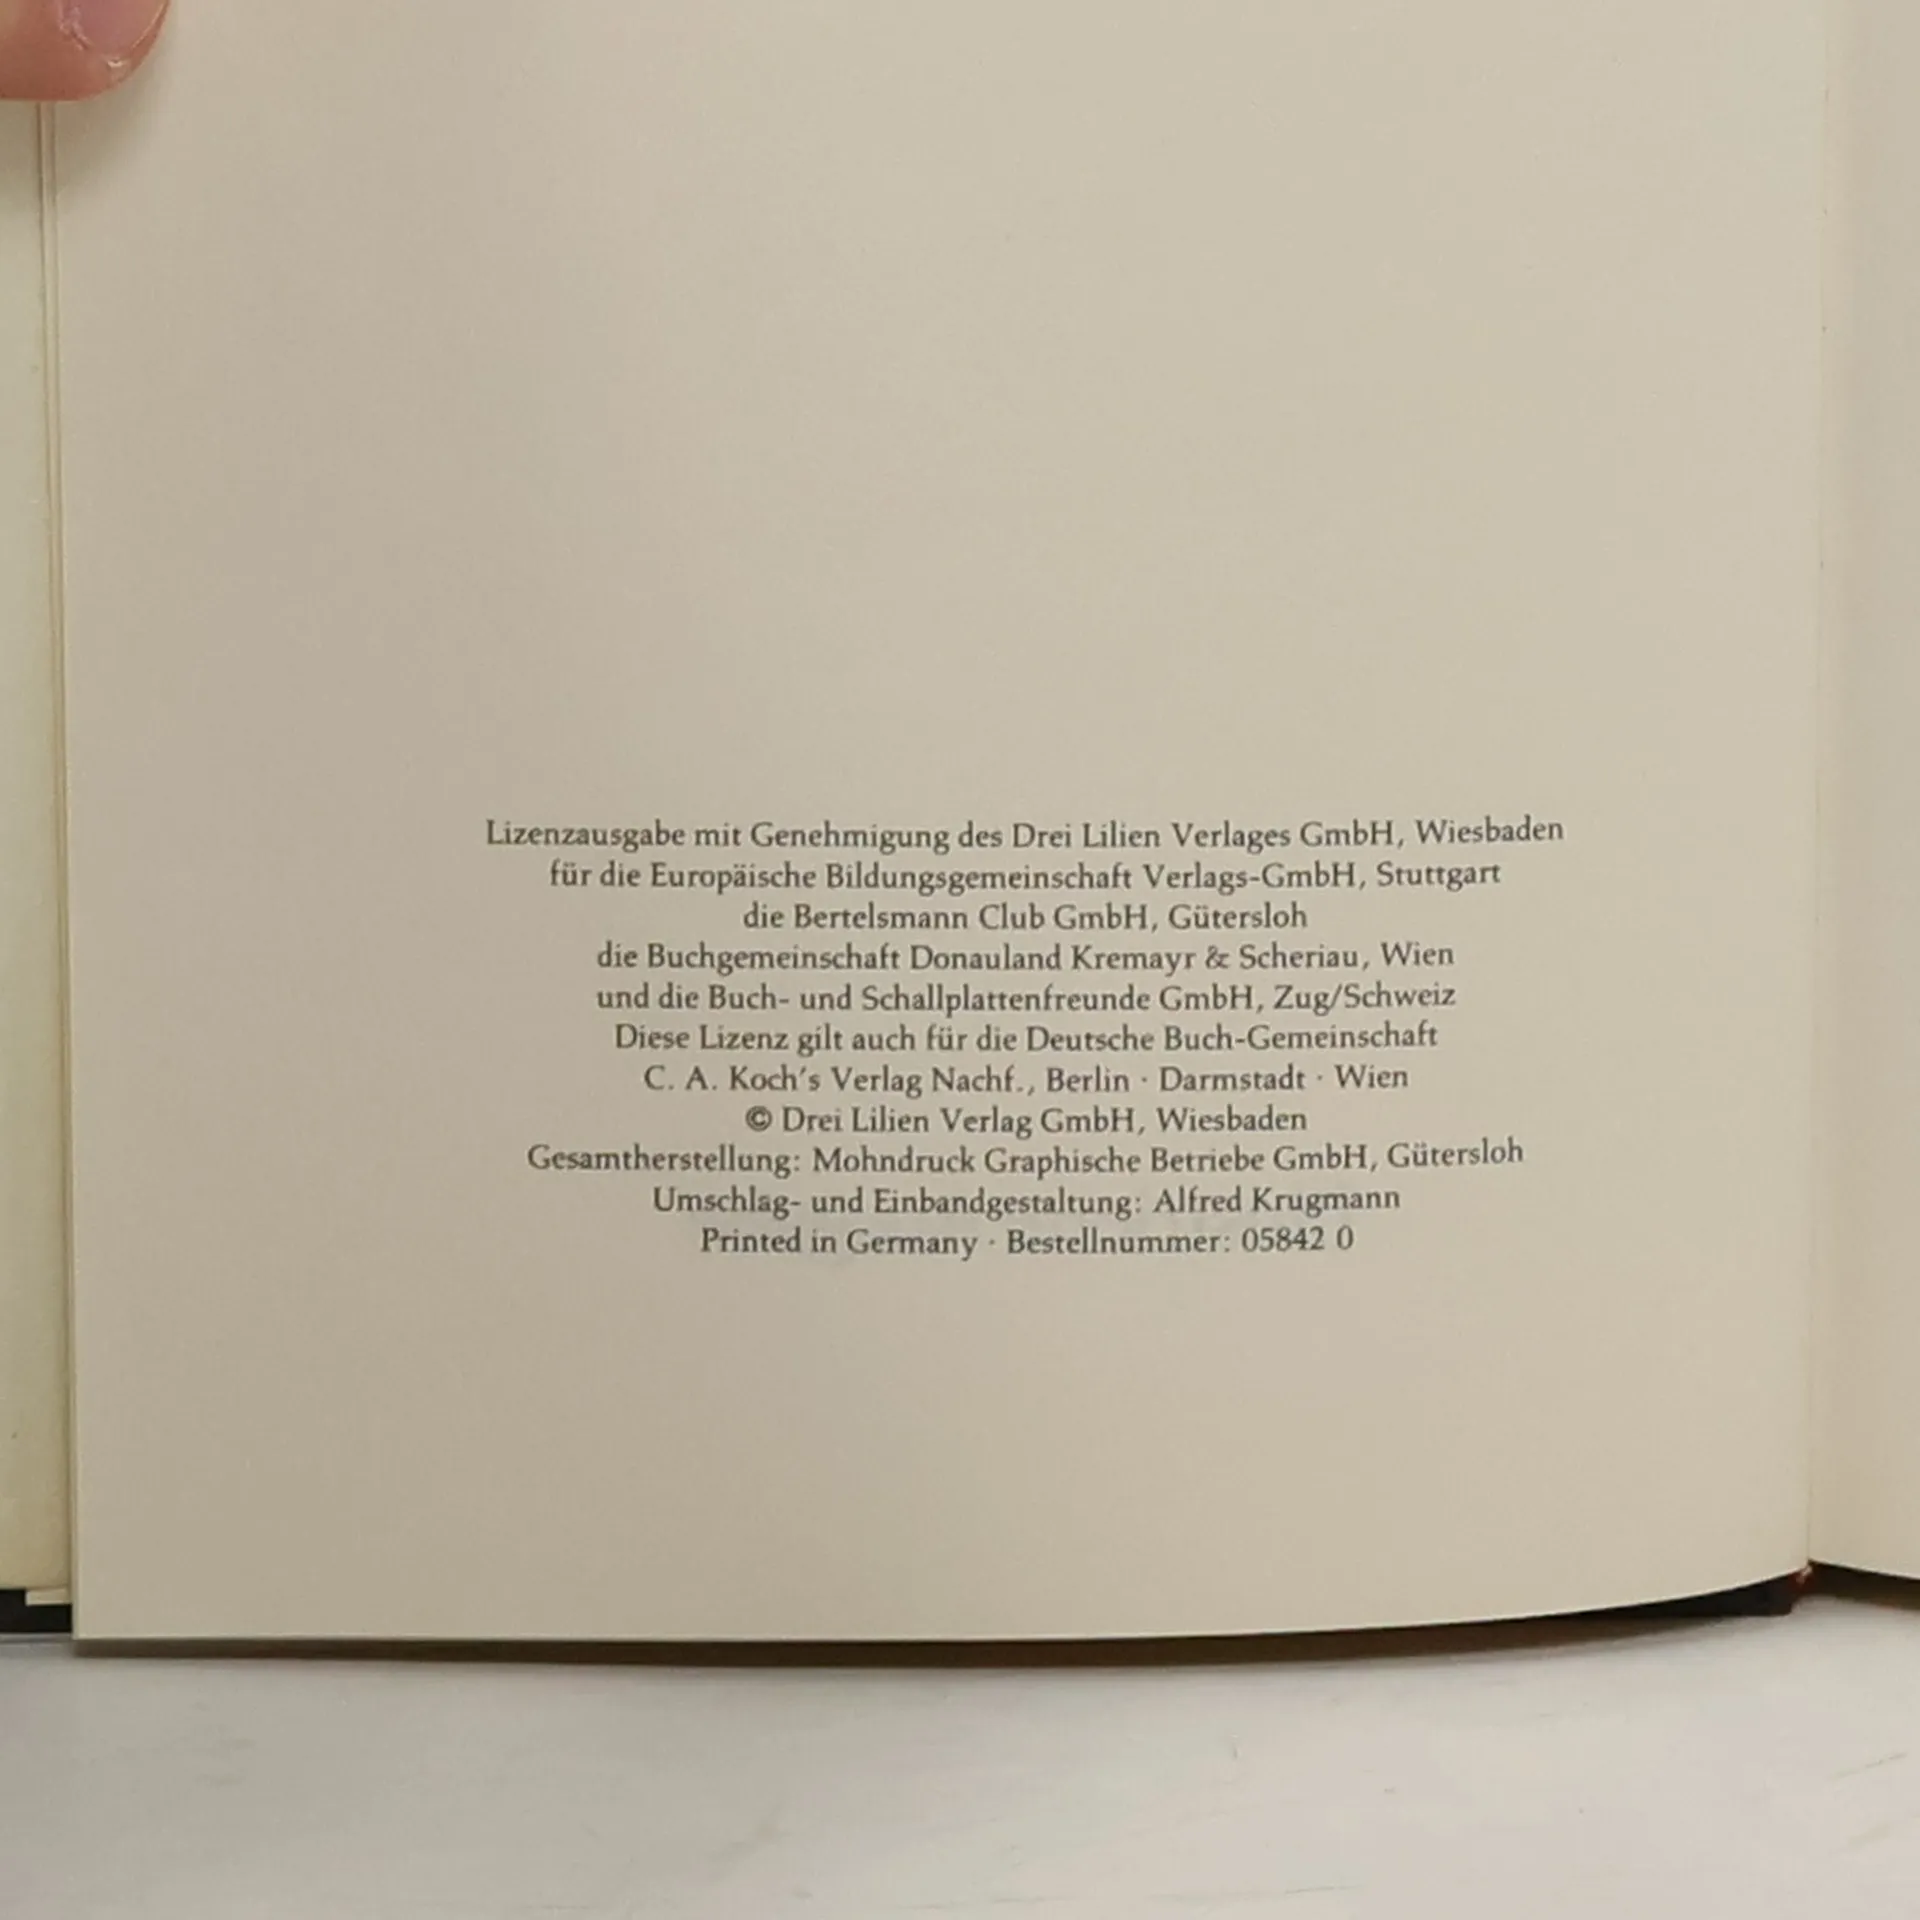 Lizenzausgabe mit Genehmigung des Drei Lilien Verlages GmbH, Wiesbaden
für die Europäische Bildungsgemeinschaft Verlags-GmbH, Stuttgart
die Bertelsmann Club GmbH, Gütersloh
die Buchgemeinschaft Donauland Kremayr & Scheriau, Wien
und die Buch- und Schallplattenfreunde GmbH, Zug/Schweiz
Diese Lizenz gilt auch für die Deutsche Buch-Gemeinschaft
C. A. Koch's Verlag Nachf., Berlin · Darmstadt · Wien
© Drei Lilien Verlag GmbH, Wiesbaden
Gesamtherstellung: Mohndruck Graphische Betriebe GmbH, Gütersloh
Umschlag- und Einbandgestaltung: Alfred Krugmann
Printed in Germany · Bestellnummer: 05842 0